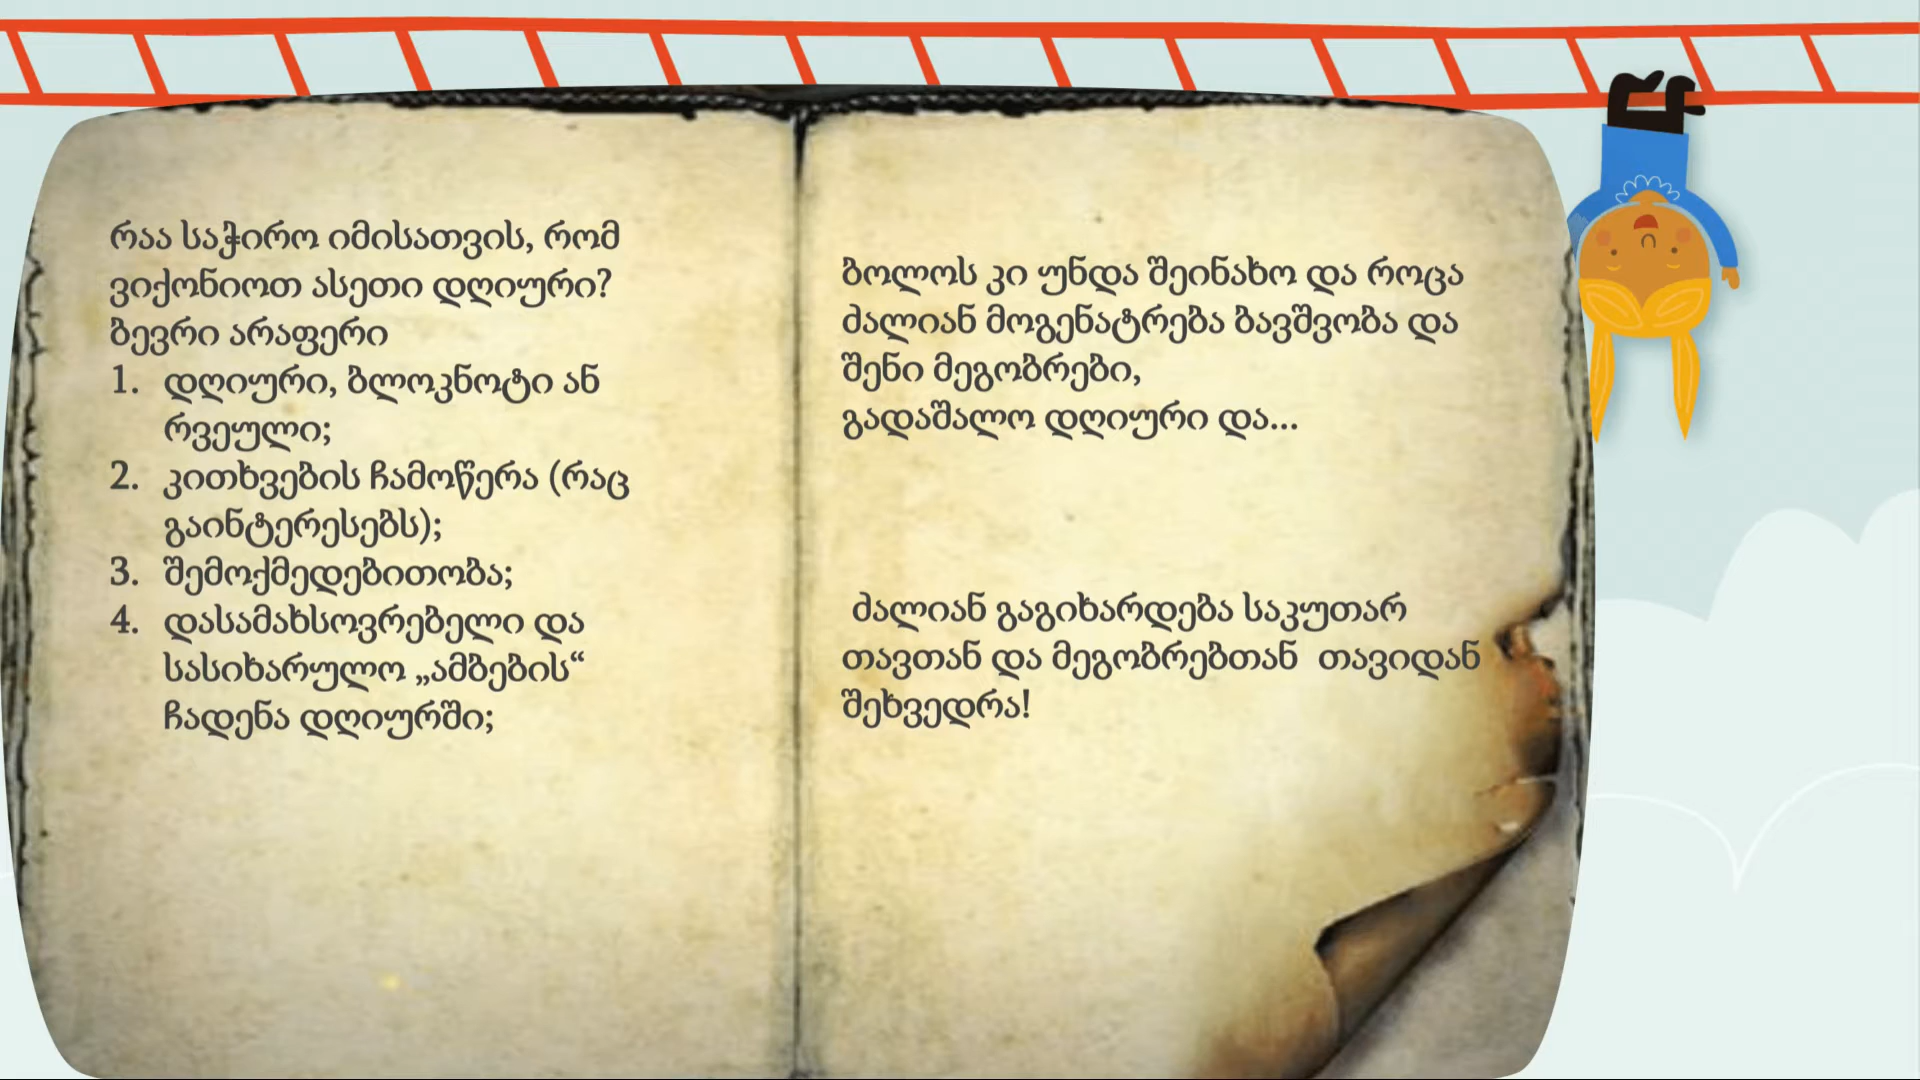 რაა საჭირო იმისათვის, რომ
ვიქონიოთ ასეთი დღიური?
ბევრი არაფერი
1. დღიური, ბლოკნოტი ან
რვეული;
2. კითხვების ჩამოწერა (რაც
გაინტერესებს);
3. შემოქმედებითობა;
4. დასამახსოვრებელი და
სასიხარულო „ამბების“
ჩადენა დღიურში;
ბოლოს კი უნდა შეინახო და როცა
ძალიან მოგენატრება ბავშვობა და
შენი მეგობრები,
გადაშალო დღიური და...
ძალიან გაგიხარდება საკუთარ
თავთან და მეგობრებთან თავიდან
შეხვედრა!